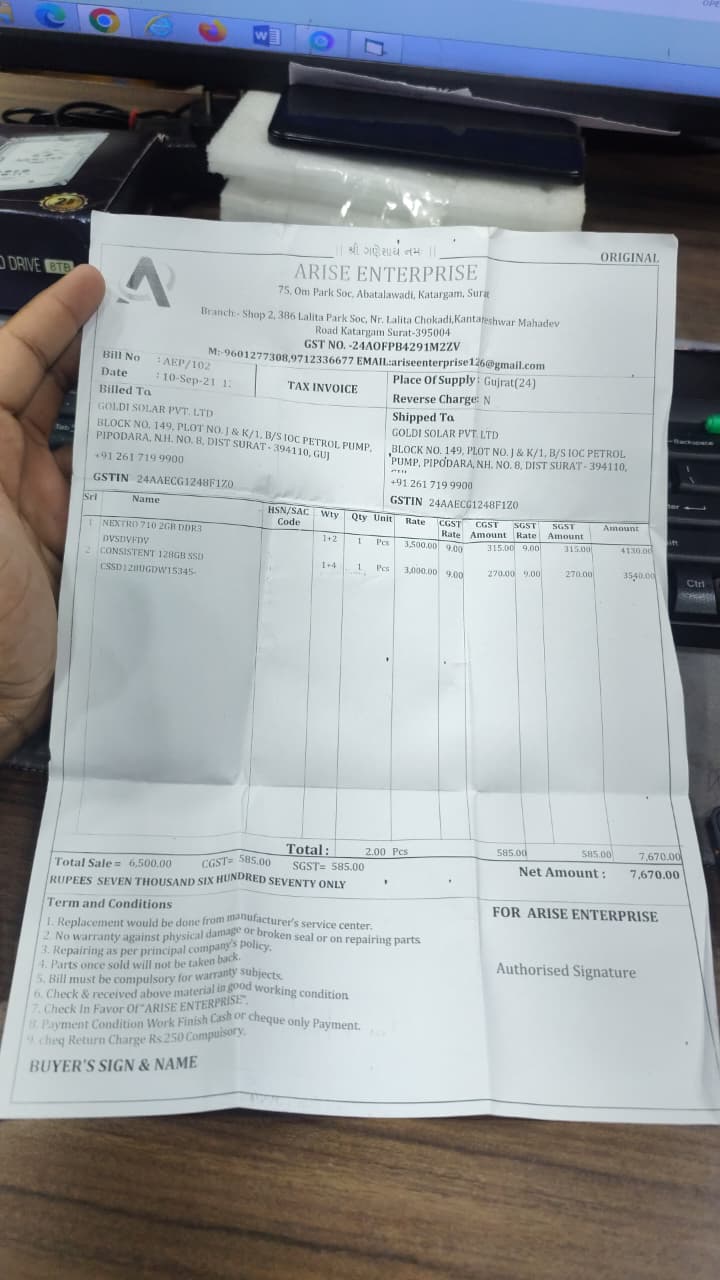 OPE
D DRIVE 8TB
|| श्री गणेसाय नमः ||
ORIGINAL
ARISE ENTERPRISE
75, Om Park Soc, Abatalawadi, Katargam, Surat
Branch:- Shop 2, 386 Lalita Park Soc, Nr. Lalita Chokadi,Kantareshwar Mahadev
Road Katargam Surat-395004
GST NO. -24AOFPB4291M2ZV
M:-9601277308,9712336677 EMAIL:ariseenterprise126@gmail.com
Bill No : AEP/102
Date : 10-Sep-21
TAX INVOICE
Place Of Supply : Gujrat(24)
Reverse Charge: N
Billed To
GOLDI SOLAR PVT. LTD
BLOCK NO. 149, PLOT NO. J & K/1, B/S IOC PETROL PUMP,
PIPODARA, N.H. NO. 8, DIST SURAT - 394110, GUJ
+91 261 719 9900
GSTIN 24AAECG1248F1Z0
Shipped To
GOLDI SOLAR PVT. LTD
BLOCK NO. 149, PLOT NO. J & K/1, B/S IOC PETROL
PUMP, PIPODARA, NH. NO. 8, DIST SURAT - 394110,
+91 261 719 9900
GSTIN 24AAECG1248F1Z0
Srl Name HSN/SAC Code Wty Qty Unit Rate CGST Rate CGST Amount SGST Rate SGST Amount Amount
1 NEXTRO 710 2GB DDR3 1+2 1 Pcs 3,500.00 9.00 315.00 9.00 315.00 4130.00
DVSDVFDV
2 CONSISTENT 128GB SSD 1+4 1 Pcs 3,000.00 9.00 270.00 9.00 270.00 3540.00
CSSD128UGDW15345-
Total : 2.00 Pcs 585.00 585.00 7,670.00
Total Sale = 6,500.00 CGST= 585.00 SGST= 585.00
Net Amount : 7,670.00
RUPEES SEVEN THOUSAND SIX HUNDRED SEVENTY ONLY
Term and Conditions
1. Replacement would be done from manufacturer's service center.
2. No warranty against physical damage or broken seal or on repairing parts
3. Repairing as per principal company's policy.
4. Parts once sold will not be taken back.
5. Bill must be compulsory for warranty subjects.
6. Check & received above material in good working condition
7. Check In Favor Of "ARISE ENTERPRISE".
8. Payment Condition Work Finish Cash or cheque only Payment.
9. cheq Return Charge Rs.250 Compulsory.
FOR ARISE ENTERPRISE
Authorised Signature
BUYER'S SIGN & NAME
Backspace
Ctrl